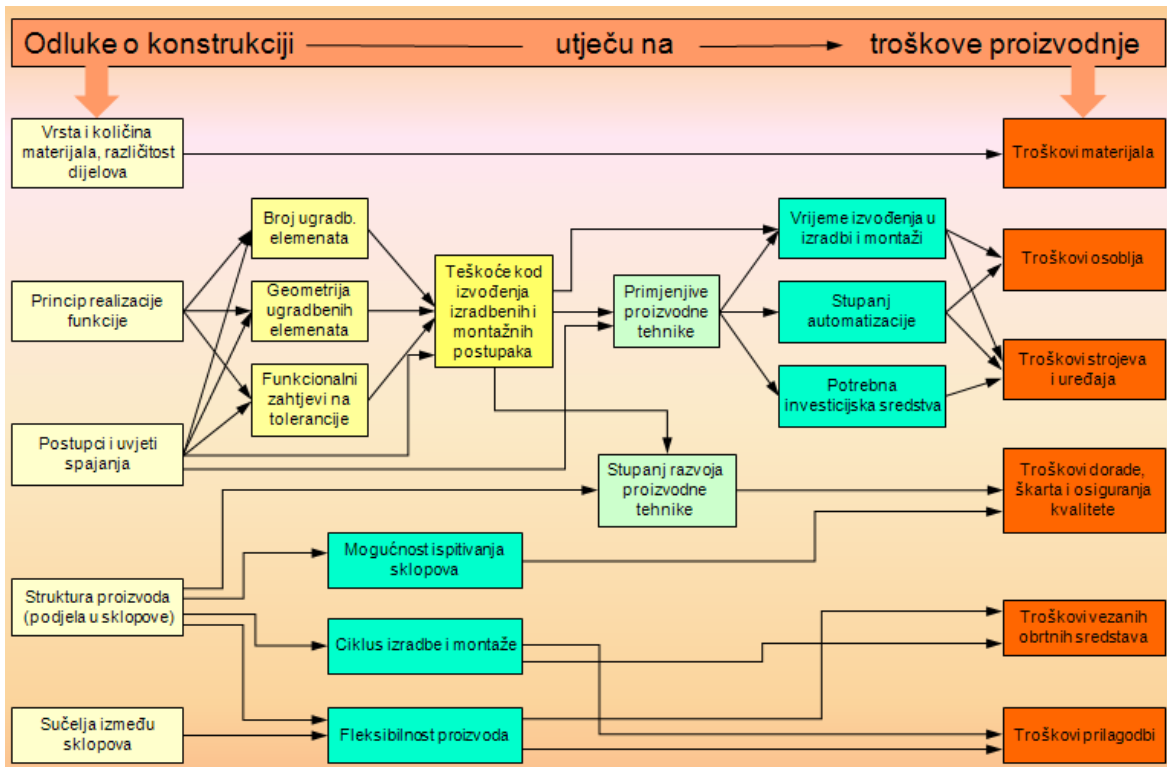 Odluke o konstrukciji
utječu na
troškove proizvodnje
Vrsta i količina
materijala, različitost
dijelova
Troškovi materijala
Broj ugradb.
elemenata
Vrijeme izvođenja u
izradbi i montaži
Troškovi osoblja
Princip realizacije
funkcije
Geometrija
ugradbenih
elemenata
Teškoće kod
izvođenja
izradbenih i
montažnih
postupaka
Primjenjive
proizvodne
tehnike
Stupanj
automatizacije
Troškovi strojeva
i uređaja
Funkcionalni
zahtjevi na
tolerancije
Potrebna
investicijska sredstva
Postupci i uvjeti
spajanja
Stupanj razvoja
proizvodne
tehnike
Troškovi dorade,
škarta i osiguranja
kvalitete
Mogućnost ispitivanja
sklopova
Struktura proizvoda
(podjela u sklopove)
Ciklus izradbe i montaže
Troškovi vezanih
obrtnih sredstava
Sučelja između
sklopova
Fleksibilnost proizvoda
Troškovi prilagodbi